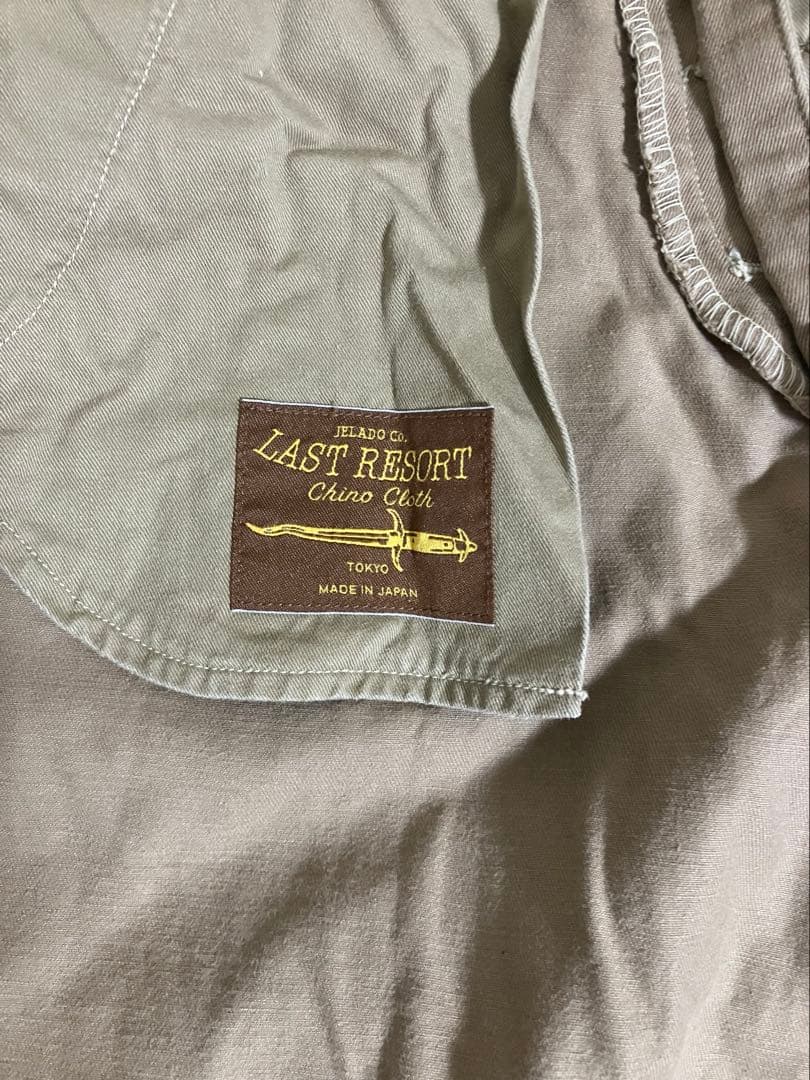 JELADO Co.
LAST RESORT
Chino Cloth
TOKYO
MADE IN JAPAN